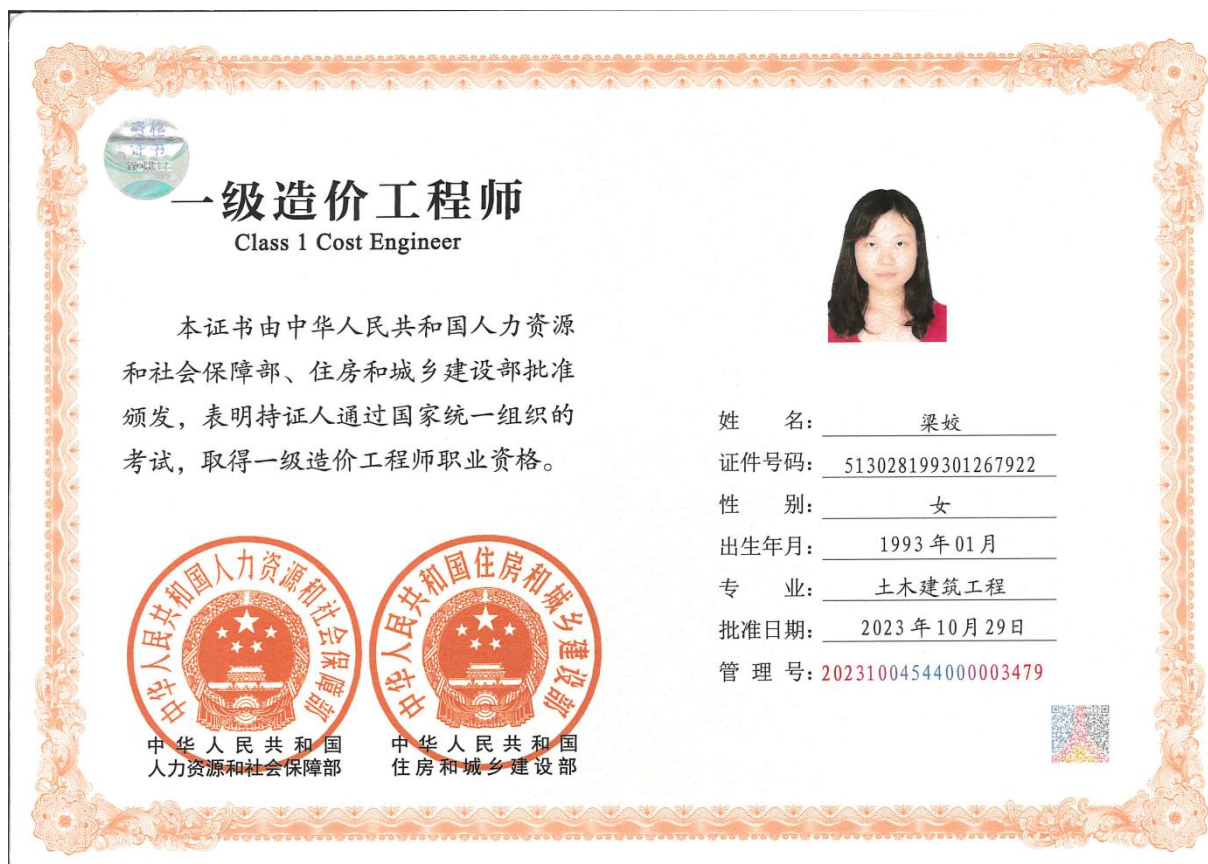 资格
证书
一级造价工程师
Class 1 Cost Engineer
本证书由中华人民共和国人力资源
和社会保障部、住房和城乡建设部批准
颁发，表明持证人通过国家统一组织的
考试，取得一级造价工程师职业资格。
中华人民共和国人力资源和社会保障部
中华人民共和国
人力资源和社会保障部
中华人民共和国住房和城乡建设部
中华人民共和国
住房和城乡建设部
姓 名： 梁姣
证件号码： 513028199301267922
性 别： 女
出生年月： 1993年01月
专 业： 土木建筑工程
批准日期： 2023年10月29日
管 理 号：20231004544000003479